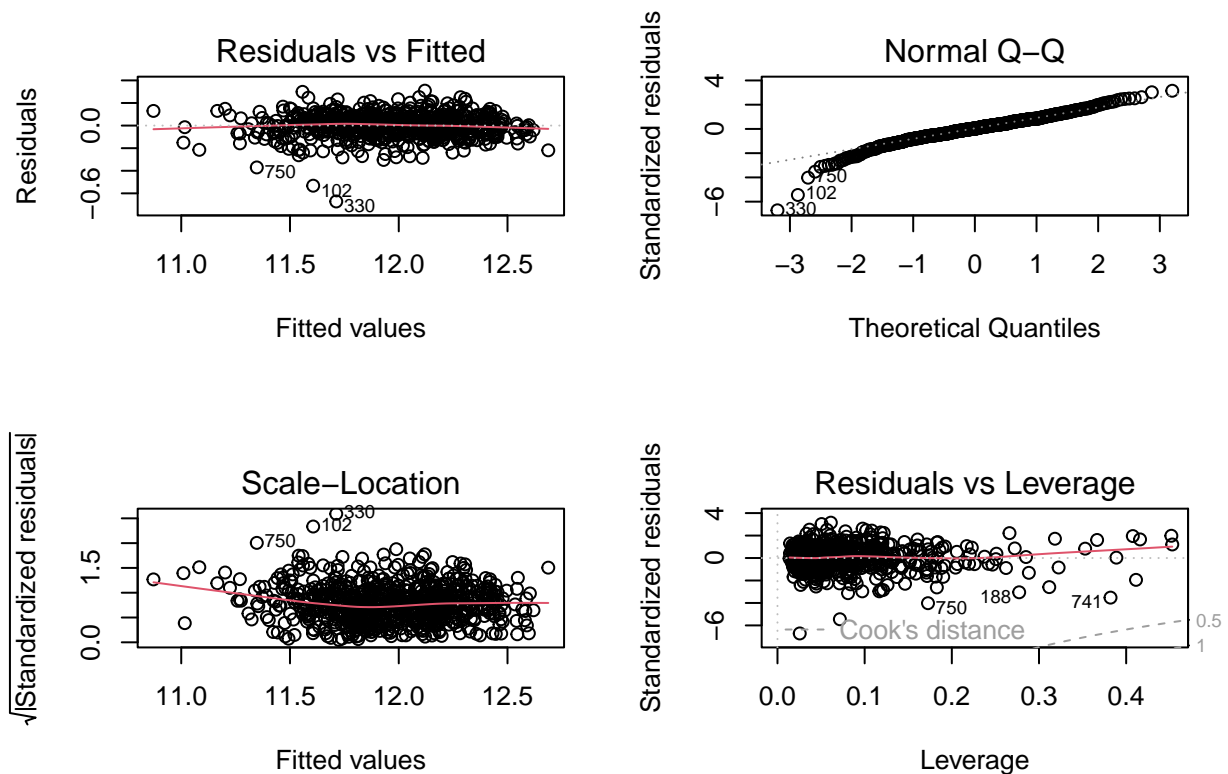 Residuals vs Fitted
Residuals
0.0
−0.6
750
102
330
11.0 11.5 12.0 12.5
Fitted values
Normal Q−Q
Standardized residuals
4
0
−6
750
102
330
−3 −2 −1 0 1 2 3
Theoretical Quantiles
Scale−Location
√|Standardized residuals|
1.5
0.0
330
102
750
11.0 11.5 12.0 12.5
Fitted values
Residuals vs Leverage
Standardized residuals
4
0
−6
188
741
750
Cook's distance
0.5
1
0.0 0.1 0.2 0.3 0.4
Leverage